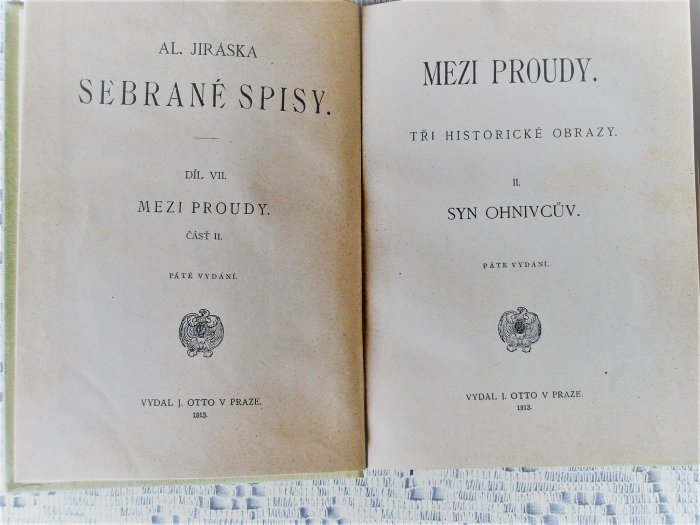 AL. JIRÁSKA
SEBRANÉ SPISY.
DÍL VII.
MEZI PROUDY.
ČÁSŤ II.
PÁTÉ VYDÁNÍ.
VYDAL J. OTTO V PRAZE.
1913.
MEZI PROUDY.
TŘI HISTORICKÉ OBRAZY.
II.
SYN OHNIVCŮV.
PÁTÉ VYDÁNÍ.
VYDAL J. OTTO V PRAZE.
1913.